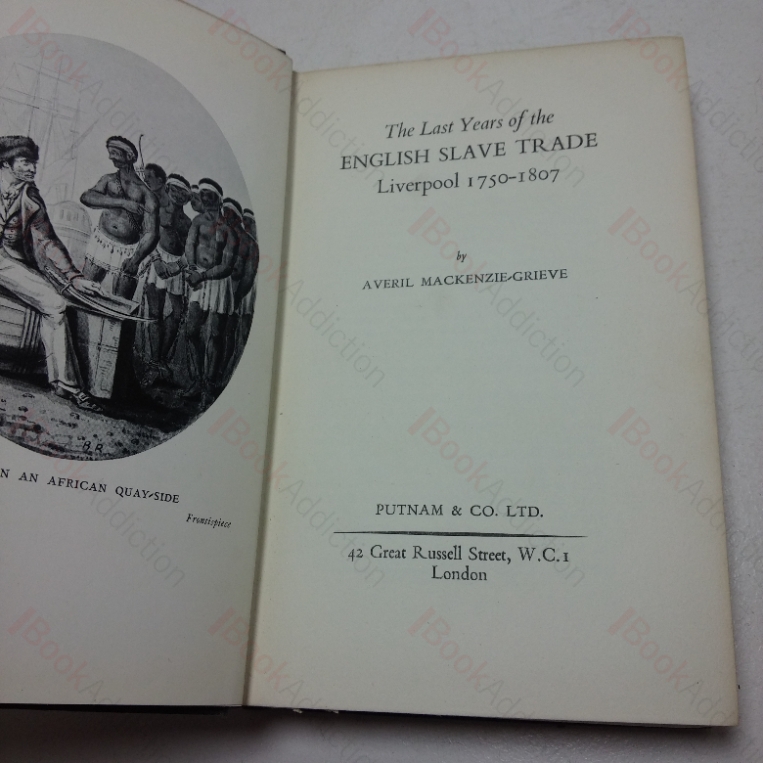 N AN AFRICAN QUAY-SIDE
Frontispiece
B.R.
The Last Years of the
ENGLISH SLAVE TRADE
Liverpool 1750-1807
by
AVERIL MACKENZIE-GRIEVE
PUTNAM & CO. LTD.
42 Great Russell Street, W.C.1
London
BookAddiction